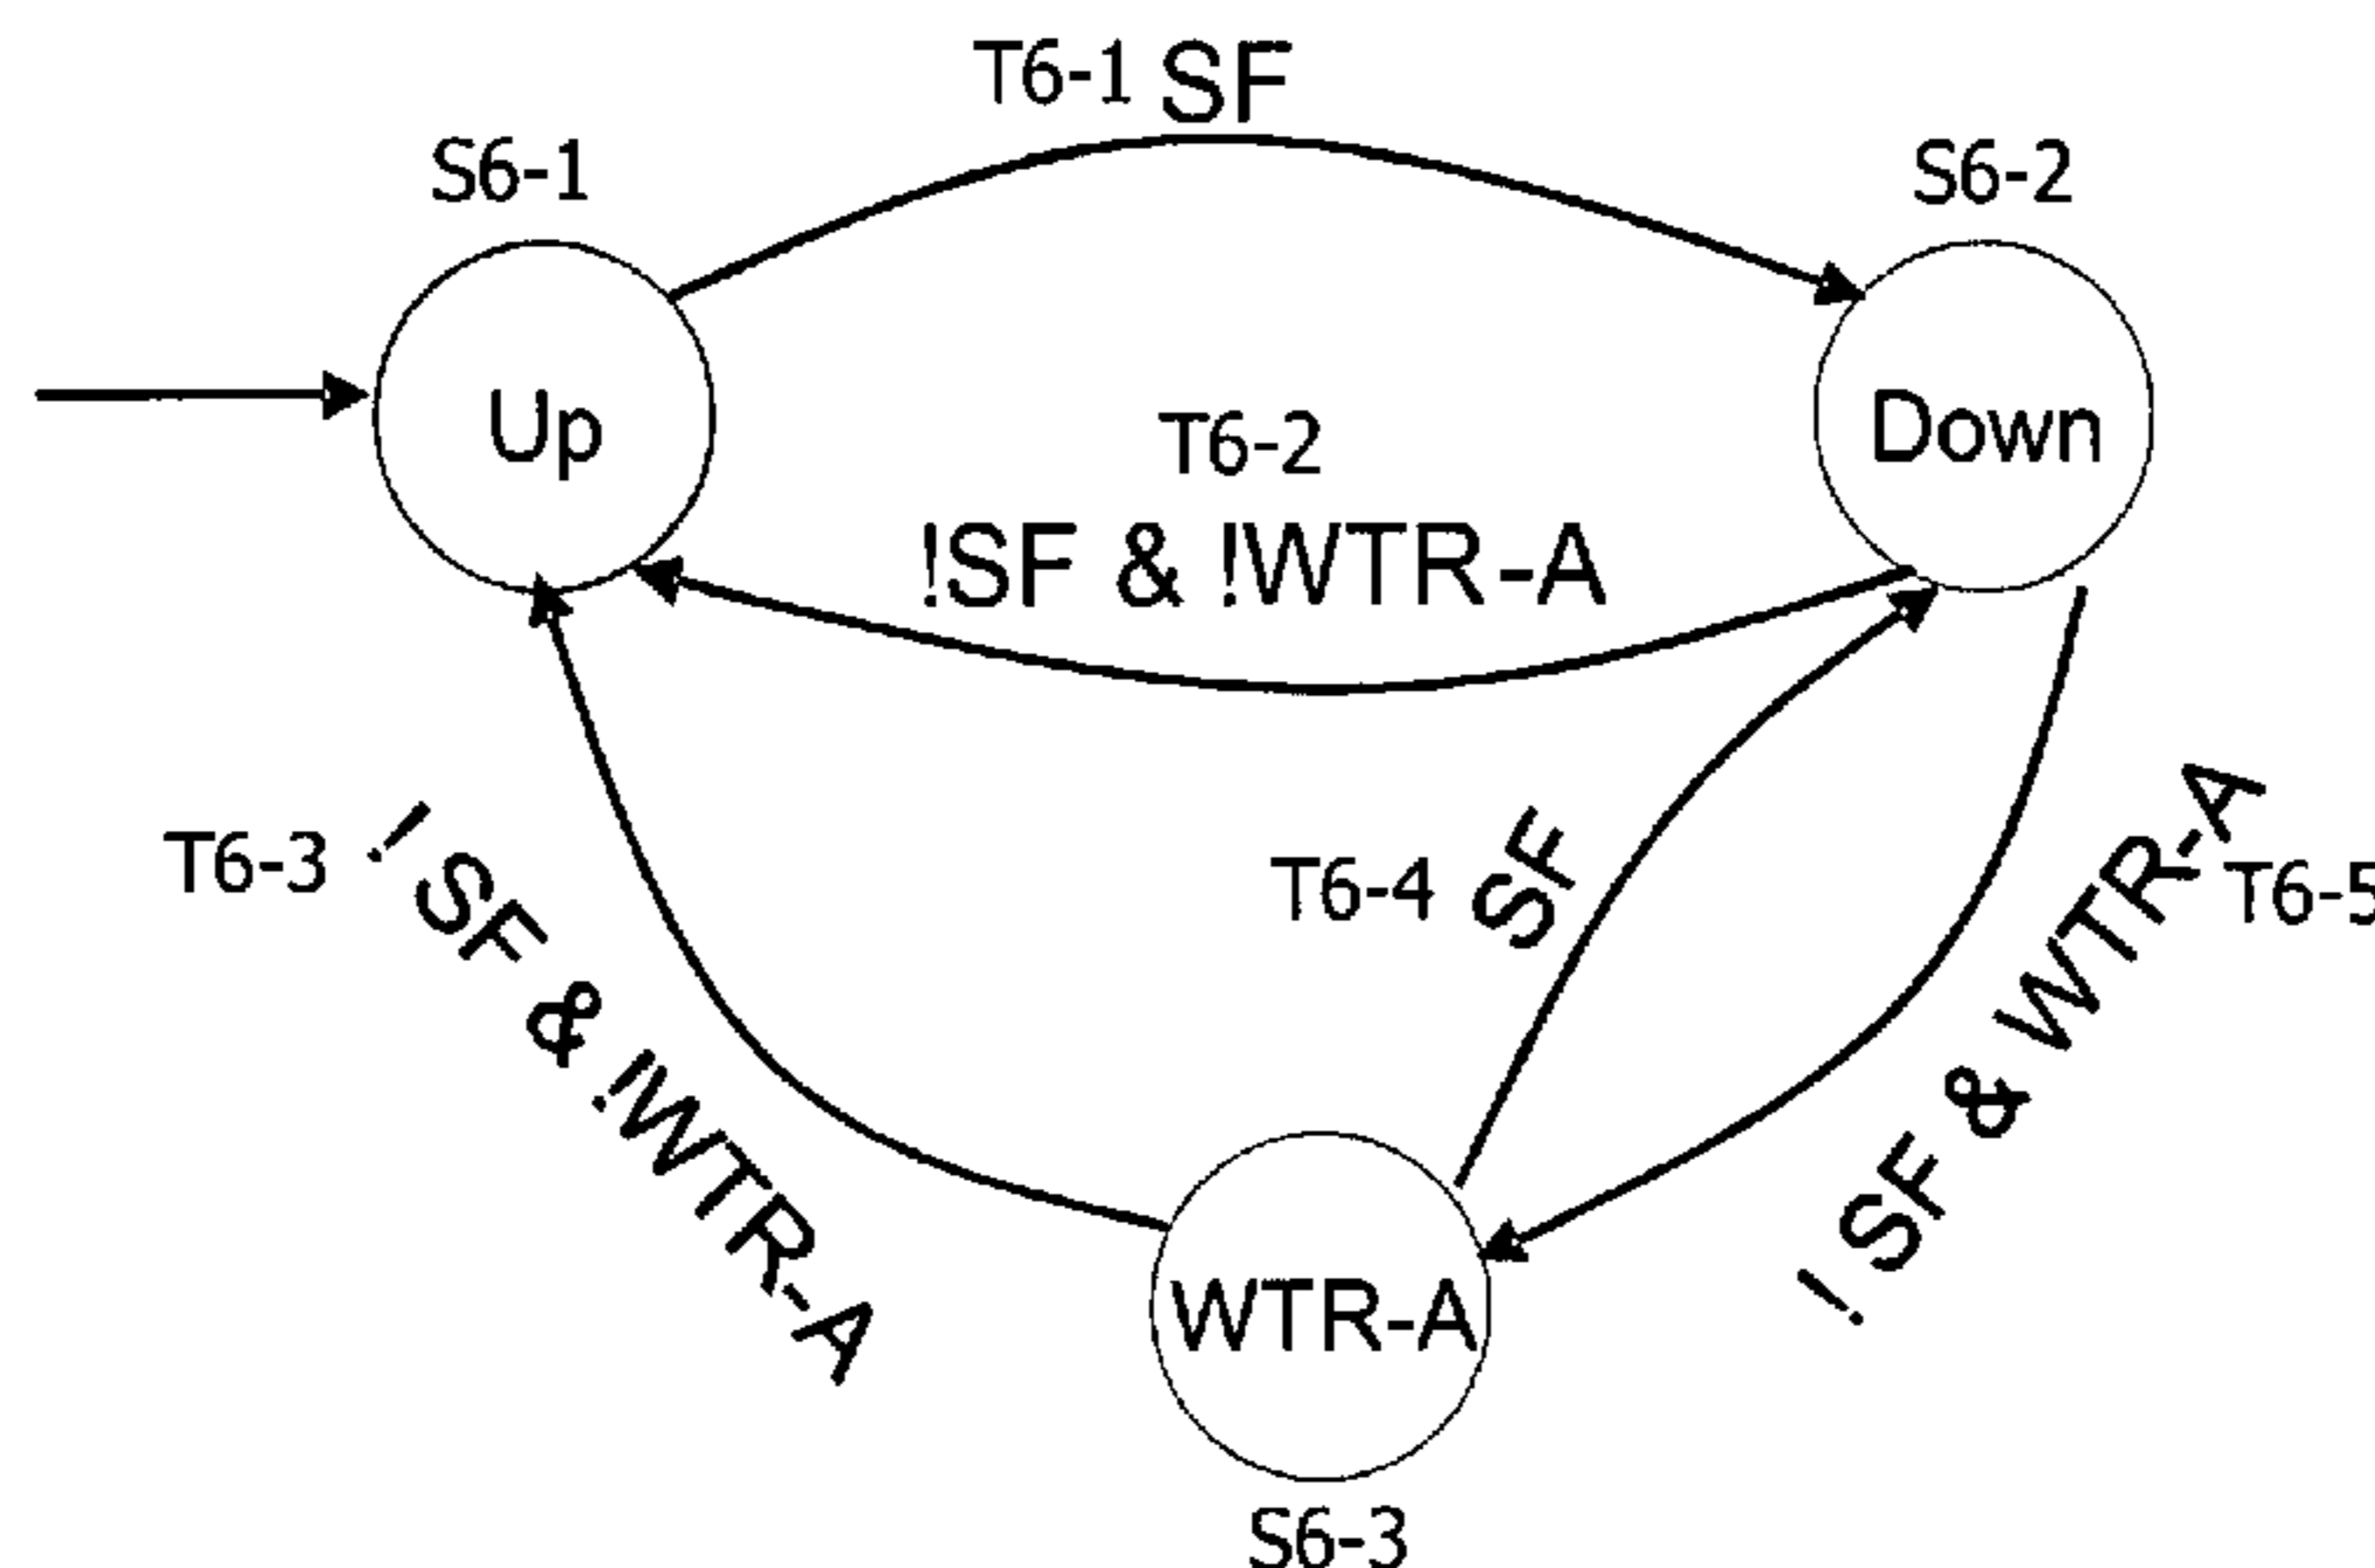 T6-1 SF
S6-1
S6-2
Up
Down
T6-2
!SF & !WTR-A
T6-3
! SF & !WTR-A
T6-4 SF
! SF & WTR-A
T6-5
WTR-A
S6-3